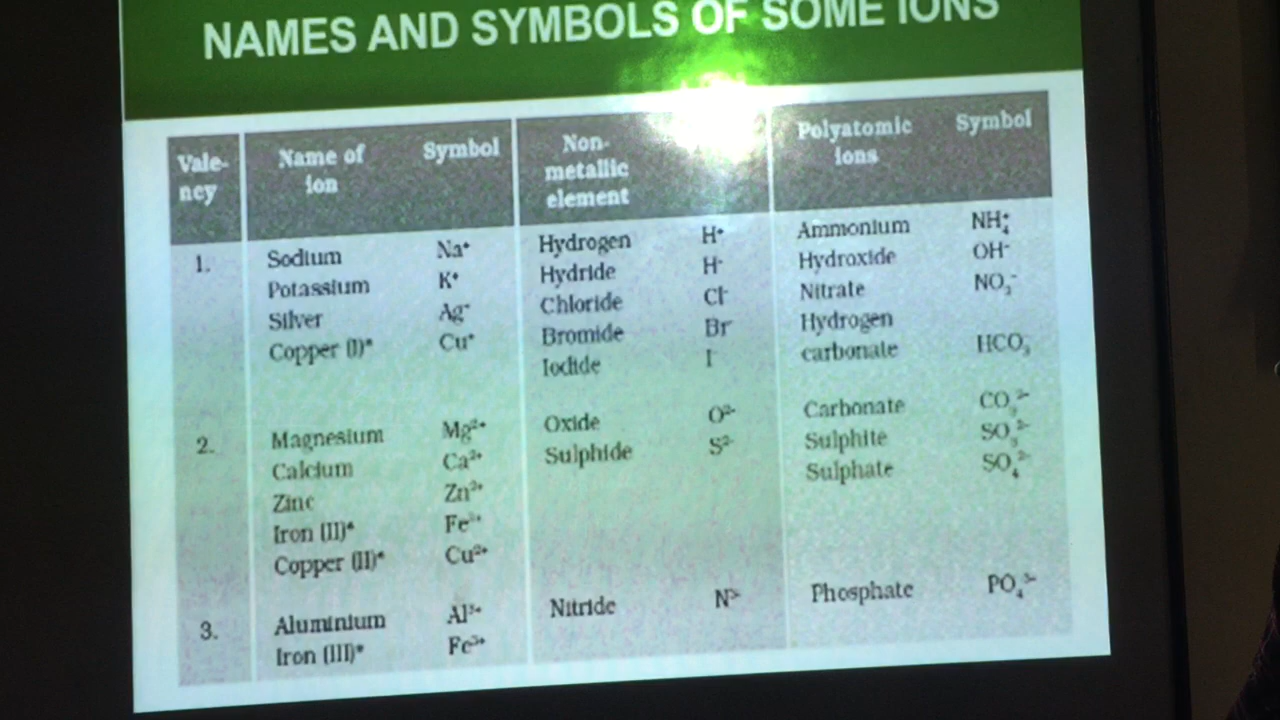 NAMES AND SYMBOLS OF SOME IONS
Vale-
ncy
Name of
ion
Symbol
Non-
metallic
element
Polyatomic
ions
Symbol
1.
Sodium Na⁺
Potassium K⁺
Silver Ag⁺
Copper (I)* Cu⁺
Hydrogen H⁺
Hydride H⁻
Chloride Cl⁻
Bromide Br⁻
Iodide I⁻
Ammonium NH₄⁺
Hydroxide OH⁻
Nitrate NO₃⁻
Hydrogen
carbonate HCO₃
2.
Magnesium Mg²⁺
Calcium Ca²⁺
Zinc Zn²⁺
Iron (II)* Fe²⁺
Copper (II)* Cu²⁺
Oxide O²⁻
Sulphide S²⁻
Carbonate CO₃²⁻
Sulphite SO₃²⁻
Sulphate SO₄²⁻
3.
Aluminium Al³⁺
Iron (III)* Fe³⁺
Nitride N³⁻
Phosphate PO₄³⁻